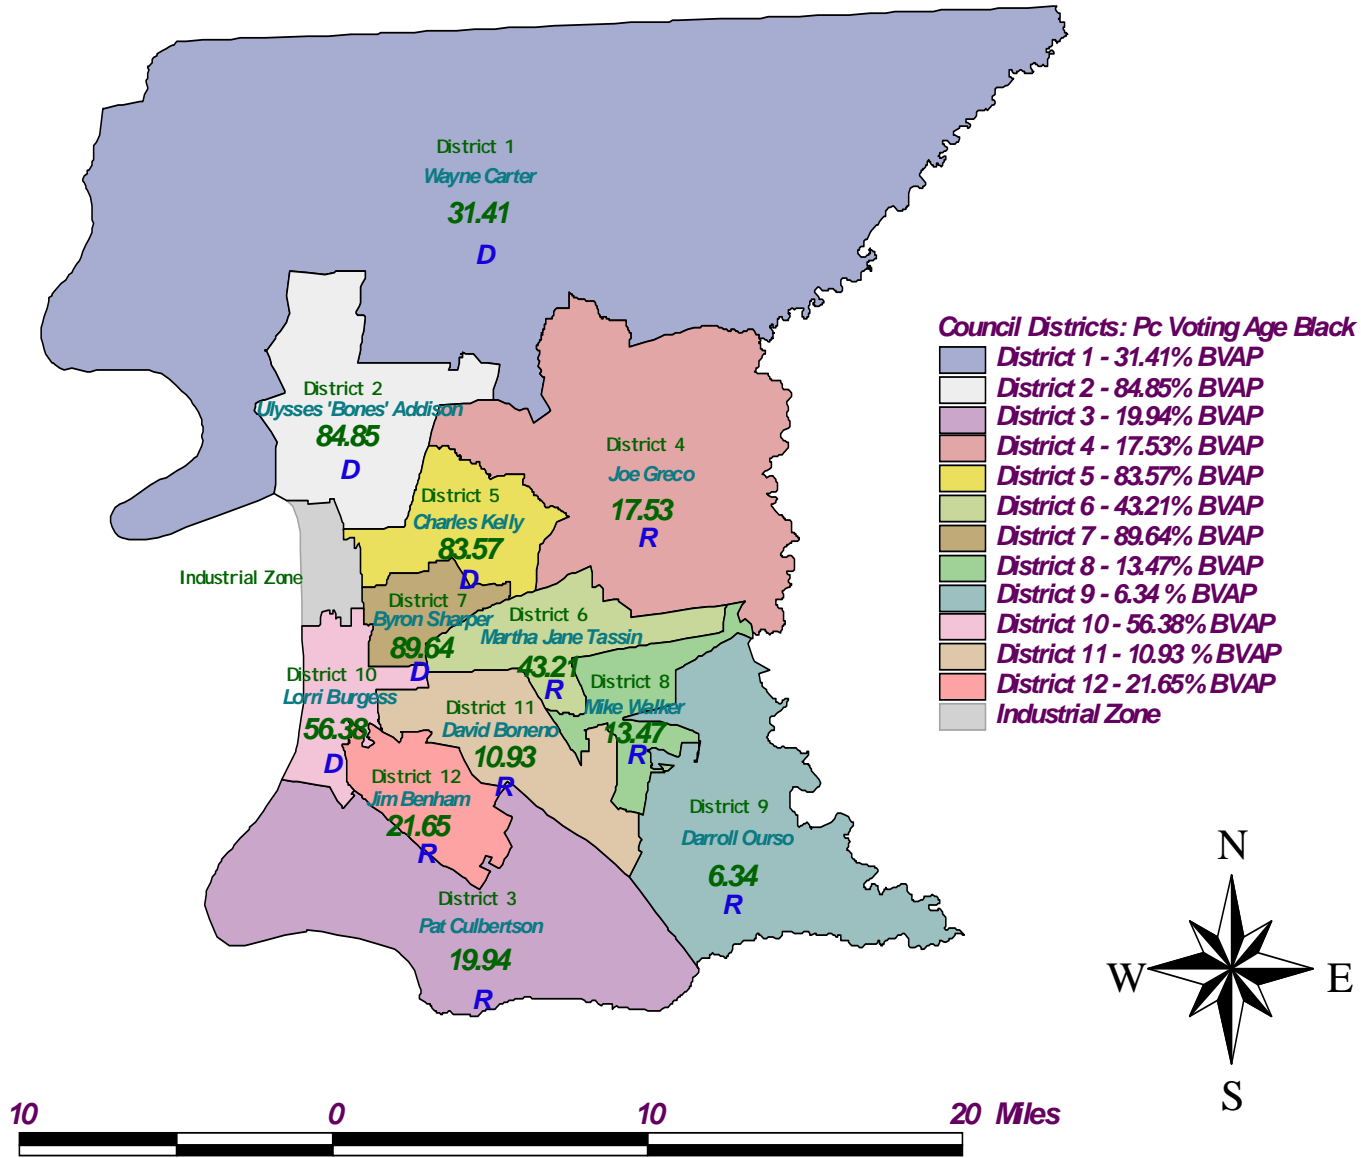 District 1
Wayne Carter
31.41
D
District 2
Ulysses 'Bones' Addison
84.85
D
District 4
Joe Greco
17.53
R
District 5
Charles Kelly
83.57
D
Industrial Zone
District 7
Byron Sharper
89.64
D
District 6
Martha Jane Tassin
43.21
R
District 10
Lorri Burgess
56.38
D
District 8
Mike Walker
13.47
R
District 11
David Boneno
10.93
R
District 12
Jim Benham
21.65
R
District 9
Darroll Ourso
6.34
R
District 3
Pat Culbertson
19.94
R
Council Districts: Pc Voting Age Black
District 1 - 31.41% BVAP
District 2 - 84.85% BVAP
District 3 - 19.94% BVAP
District 4 - 17.53% BVAP
District 5 - 83.57% BVAP
District 6 - 43.21% BVAP
District 7 - 89.64% BVAP
District 8 - 13.47% BVAP
District 9 - 6.34 % BVAP
District 10 - 56.38% BVAP
District 11 - 10.93 % BVAP
District 12 - 21.65% BVAP
Industrial Zone
N
W E
S
10 0 10 20 Miles